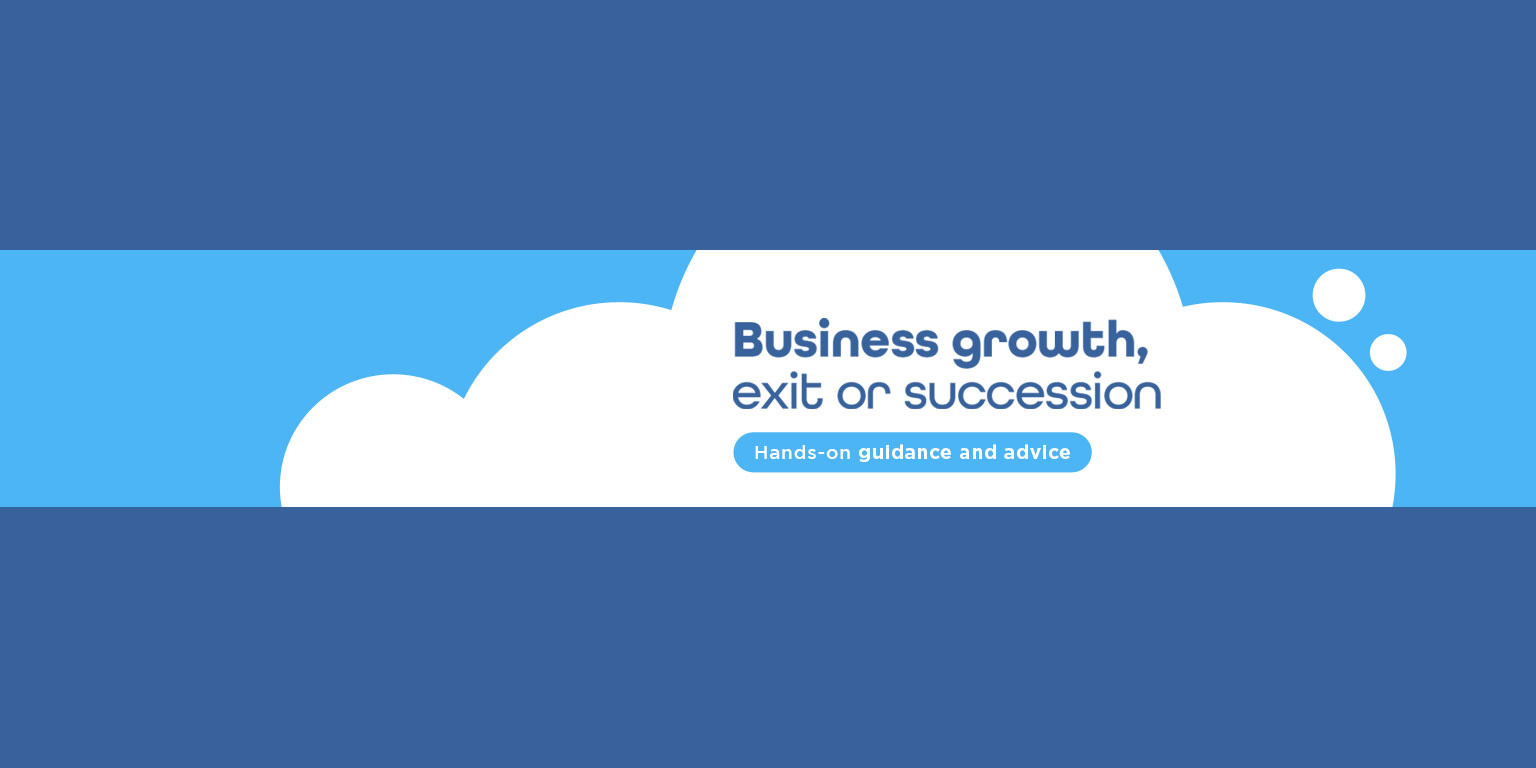 Business growth,
exit or succession
Hands-on guidance and advice